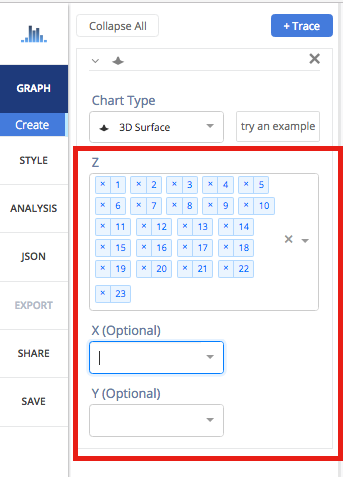 Collapse All
+ Trace
GRAPH
Create
STYLE
ANALYSIS
JSON
EXPORT
SHARE
SAVE
Chart Type
3D Surface
try an example
Z
× 1 × 2 × 3 × 4 × 5
× 6 × 7 × 8 × 9 × 10
× 11 × 12 × 13 × 14
× 15 × 16 × 17 × 18
× 19 × 20 × 21 × 22
× 23
X (Optional)
Y (Optional)